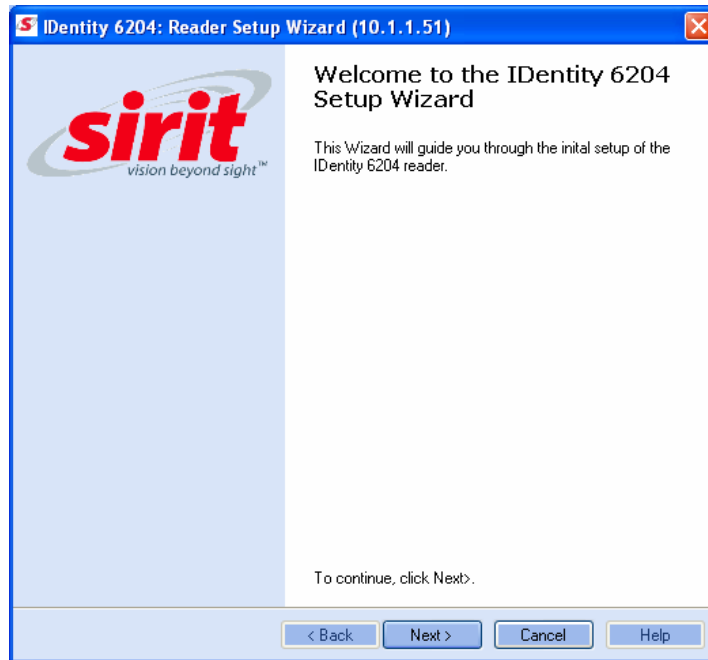 IDentity 6204: Reader Setup Wizard (10.1.1.51)
sirit
vision beyond sight™
Welcome to the IDentity 6204
Setup Wizard
This Wizard will guide you through the inital setup of the
IDentity 6204 reader.
To continue, click Next>.
< Back
Next >
Cancel
Help